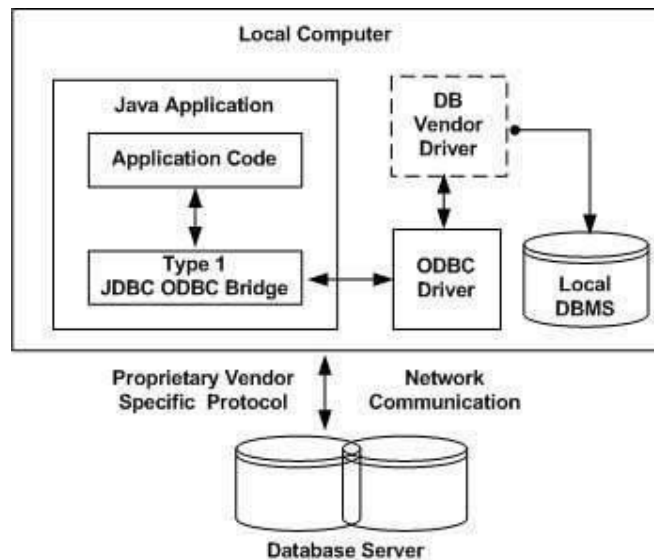 Local Computer
Java Application
Application Code
Type 1
JDBC ODBC Bridge
DB
Vendor
Driver
ODBC
Driver
Local
DBMS
Proprietary Vendor
Specific Protocol
Network
Communication
Database Server